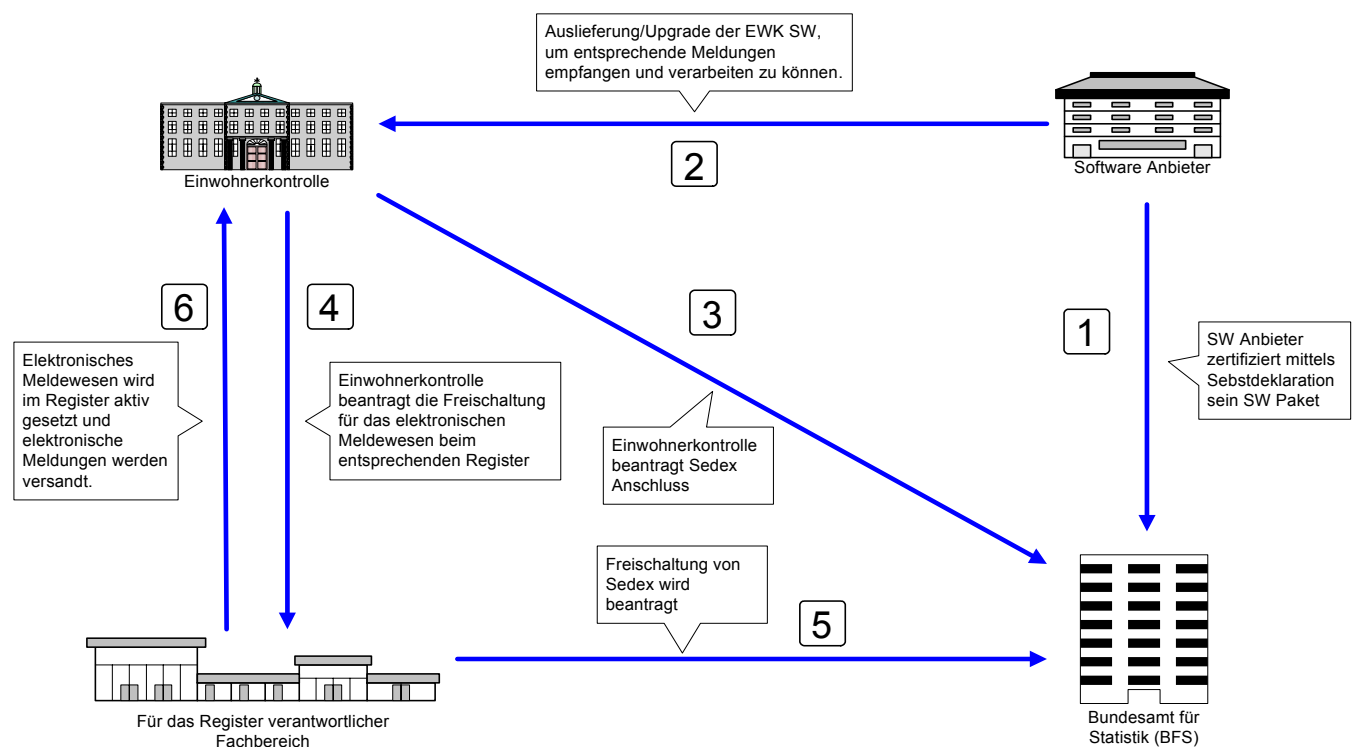 Auslieferung/Upgrade der EWK SW,
um entsprechende Meldungen
empfangen und verarbeiten zu können.
Einwohnerkontrolle
2
Software Anbieter
6
4
3
1
Elektronisches
Meldewesen wird
im Register aktiv
gesetzt und
elektronische
Meldungen werden
versandt.
Einwohnerkontrolle
beantragt die Freischaltung
für das elektronischen
Meldewesen beim
entsprechenden Register
SW Anbieter
zertifiziert mittels
Sebstdeklaration
sein SW Paket
Einwohnerkontrolle
beantragt Sedex
Anschluss
Freischaltung von
Sedex wird
beantragt
5
Für das Register verantwortlicher
Fachbereich
Bundesamt für
Statistik (BFS)